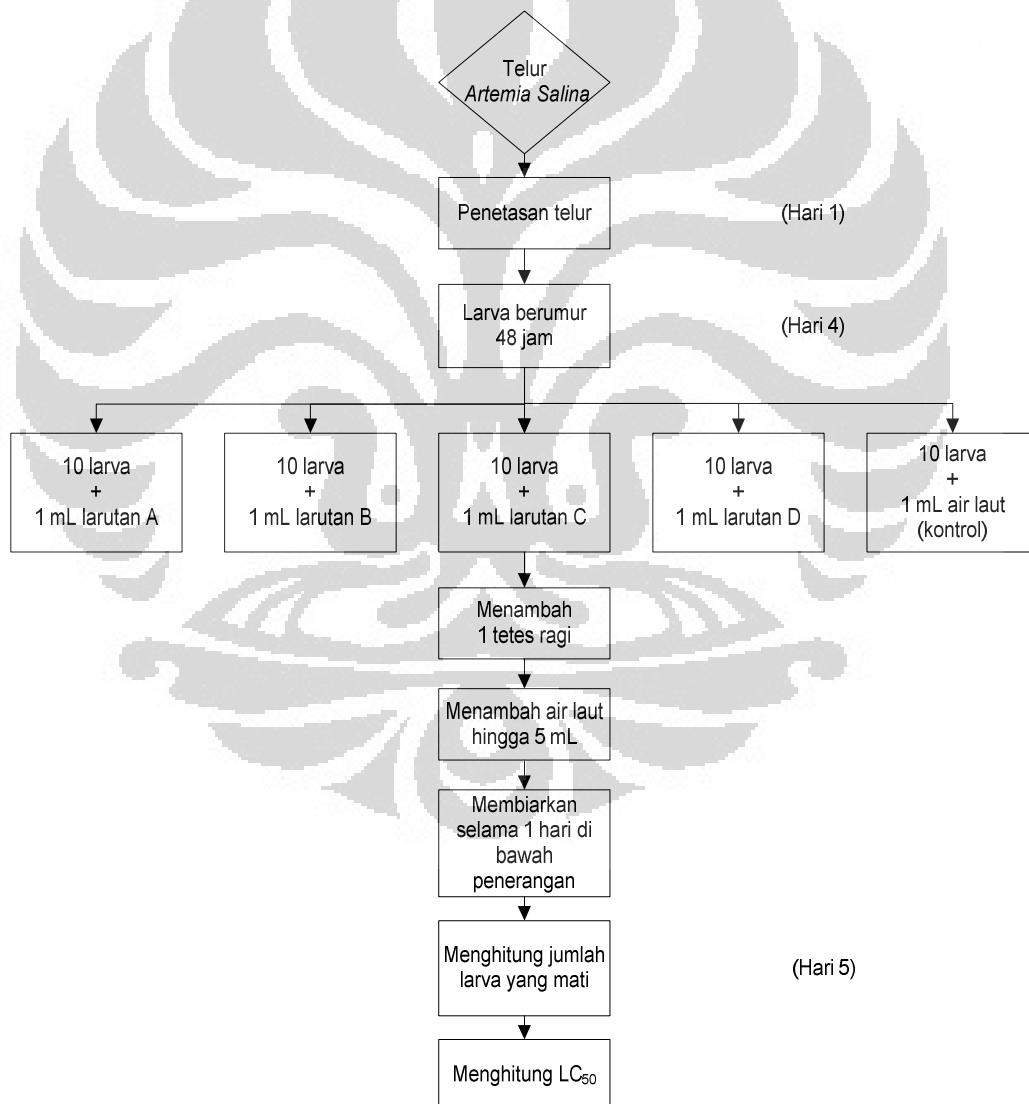 Telur
Artemia Salina
Penetasan telur
(Hari 1)
Larva berumur
48 jam
(Hari 4)
10 larva
+
1 mL larutan A
10 larva
+
1 mL larutan B
10 larva
+
1 mL larutan C
10 larva
+
1 mL larutan D
10 larva
+
1 mL air laut
(kontrol)
Menambah
1 tetes ragi
Menambah air laut
hingga 5 mL
Membiarkan
selama 1 hari di
bawah
penerangan
Menghitung jumlah
larva yang mati
(Hari 5)
Menghitung LC₅₀